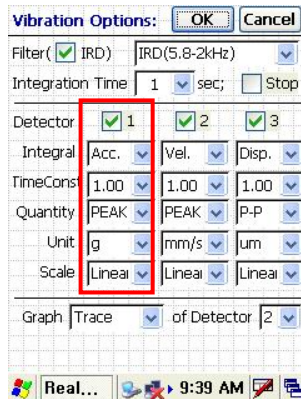 Vibration Options: OK Cancel
Filter( IRD) IRD(5.8-2kHz)
Integration Time 1 sec; Stop
Detector 1 2 3
Integral Acc. Vel. Disp.
TimeConst 1.00 1.00 1.00
Quantity PEAK PEAK P-P
Unit g mm/s um
Scale Linear Linear Linear
Graph Trace of Detector 2
Real... 9:39 AM